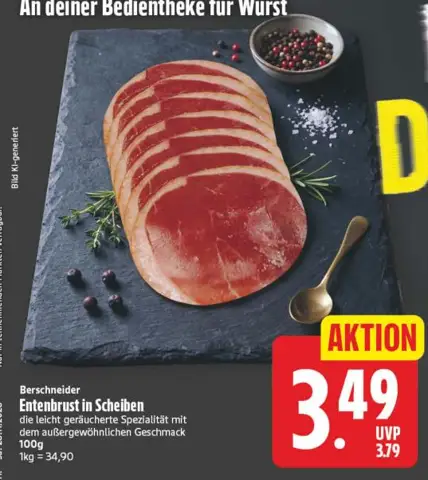 An deiner Bedientheke für Wurst
Bild KI-generiert
D
AKTION
3.49
UVP
3.79
Berschneider
Entenbrust in Scheiben
die leicht geräucherte Spezialität mit
dem außergewöhnlichen Geschmack
100g
1kg = 34,90